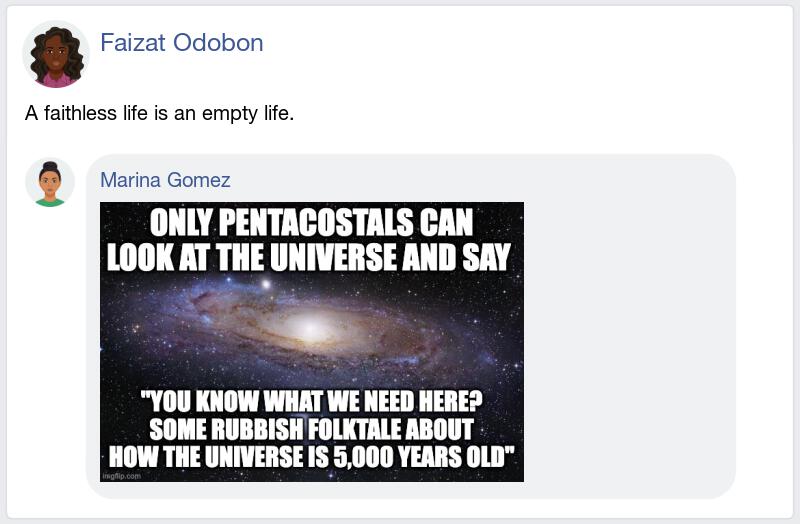 Faizat Odobon
A faithless life is an empty life.
Marina Gomez
ONLY PENTACOSTALS CAN
LOOK AT THE UNIVERSE AND SAY
"YOU KNOW WHAT WE NEED HERE?
SOME RUBBISH FOLKTALE ABOUT
HOW THE UNIVERSE IS 5,000 YEARS OLD"
imgflip.com